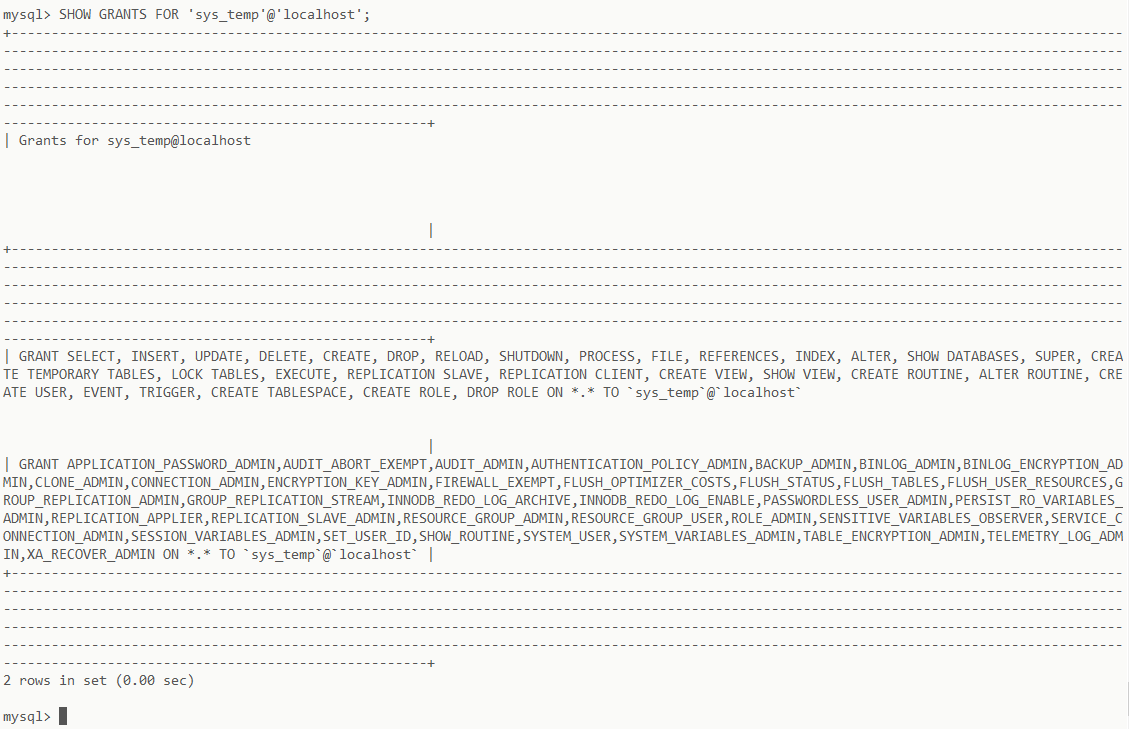 mysql> SHOW GRANTS FOR 'sys_temp'@'localhost';
+-------------------------------------------------------------------------------------------------------------------------------------------
--------------------------------------------------------------------------------------------------------------------------------------------
--------------------------------------------------------------------------------------------------------------------------------------------
--------------------------------------------------------------------------------------------------------------------------------------------
--------------------------------------------------------------------------------------------------------------------------------------------
-----------------------------------------------------+
| Grants for sys_temp@localhost
|
+-------------------------------------------------------------------------------------------------------------------------------------------
--------------------------------------------------------------------------------------------------------------------------------------------
--------------------------------------------------------------------------------------------------------------------------------------------
--------------------------------------------------------------------------------------------------------------------------------------------
--------------------------------------------------------------------------------------------------------------------------------------------
-----------------------------------------------------+
| GRANT SELECT, INSERT, UPDATE, DELETE, CREATE, DROP, RELOAD, SHUTDOWN, PROCESS, FILE, REFERENCES, INDEX, ALTER, SHOW DATABASES, SUPER, CREA
TE TEMPORARY TABLES, LOCK TABLES, EXECUTE, REPLICATION SLAVE, REPLICATION CLIENT, CREATE VIEW, SHOW VIEW, CREATE ROUTINE, ALTER ROUTINE, CRE
ATE USER, EVENT, TRIGGER, CREATE TABLESPACE, CREATE ROLE, DROP ROLE ON *.* TO `sys_temp`@`localhost`
|
| GRANT APPLICATION_PASSWORD_ADMIN,AUDIT_ABORT_EXEMPT,AUDIT_ADMIN,AUTHENTICATION_POLICY_ADMIN,BACKUP_ADMIN,BINLOG_ADMIN,BINLOG_ENCRYPTION_AD
MIN,CLONE_ADMIN,CONNECTION_ADMIN,ENCRYPTION_KEY_ADMIN,FIREWALL_EXEMPT,FLUSH_OPTIMIZER_COSTS,FLUSH_STATUS,FLUSH_TABLES,FLUSH_USER_RESOURCES,G
ROUP_REPLICATION_ADMIN,GROUP_REPLICATION_STREAM,INNODB_REDO_LOG_ARCHIVE,INNODB_REDO_LOG_ENABLE,PASSWORDLESS_USER_ADMIN,PERSIST_RO_VARIABLES_
ADMIN,REPLICATION_APPLIER,REPLICATION_SLAVE_ADMIN,RESOURCE_GROUP_ADMIN,RESOURCE_GROUP_USER,ROLE_ADMIN,SENSITIVE_VARIABLES_OBSERVER,SERVICE_C
ONNECTION_ADMIN,SESSION_VARIABLES_ADMIN,SET_USER_ID,SHOW_ROUTINE,SYSTEM_USER,SYSTEM_VARIABLES_ADMIN,TABLE_ENCRYPTION_ADMIN,TELEMETRY_LOG_ADM
IN,XA_RECOVER_ADMIN ON *.* TO `sys_temp`@`localhost` |
+-------------------------------------------------------------------------------------------------------------------------------------------
--------------------------------------------------------------------------------------------------------------------------------------------
--------------------------------------------------------------------------------------------------------------------------------------------
--------------------------------------------------------------------------------------------------------------------------------------------
--------------------------------------------------------------------------------------------------------------------------------------------
-----------------------------------------------------+
2 rows in set (0.00 sec)
mysql>